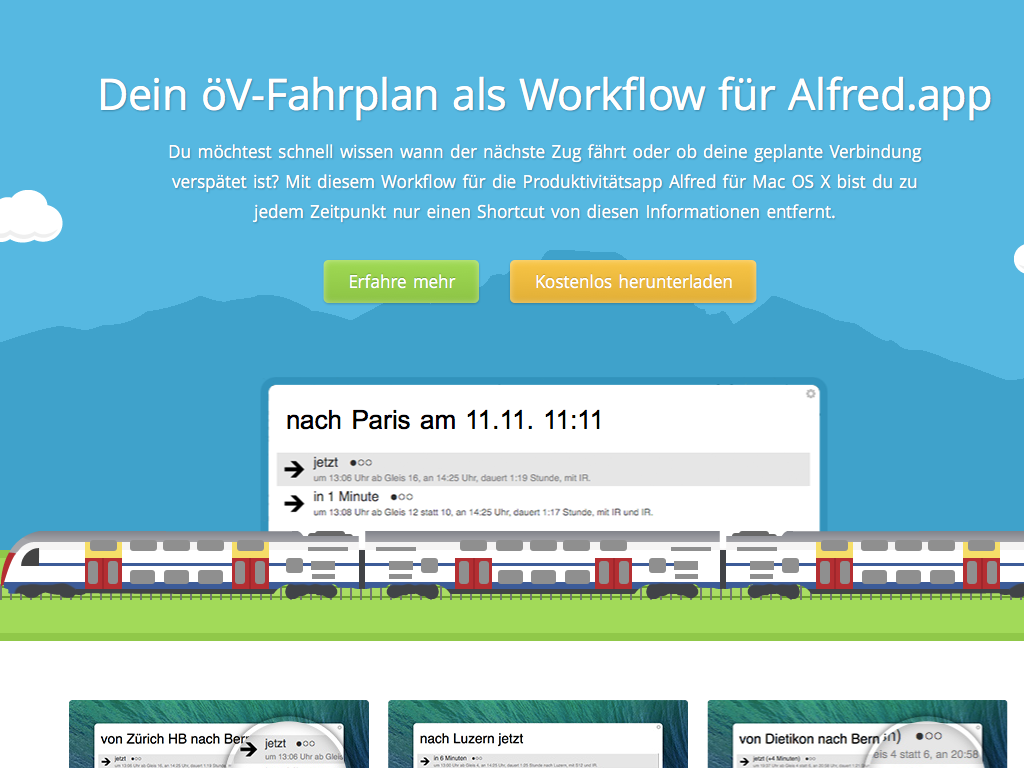 Dein öV-Fahrplan als Workflow für Alfred.app
Du möchtest schnell wissen wann der nächste Zug fährt oder ob deine geplante Verbindung
verspätet ist? Mit diesem Workflow für die Produktivitätsapp Alfred für Mac OS X bist du zu
jedem Zeitpunkt nur einen Shortcut von diesen Informationen entfernt.
Erfahre mehr
Kostenlos herunterladen
nach Paris am 11.11. 11:11
jetzt ●○○
um 13:06 Uhr ab Gleis 16, an 14:25 Uhr, dauert 1:19 Stunde, mit IR.
in 1 Minute ●○○
um 13:08 Uhr ab Gleis 12 statt 10, an 14:25 Uhr, dauert 1:17 Stunde, mit IR und IR.
von Zürich HB nach Ber
jetzt ●○○
jetzt ●○○
um 13:06 Uhr ab Gleis
nach Luzern jetzt
in 6 Minuten ●○○
von Dietikon nach Bern
jetzt (+4 Minuten) ●○○
●○○
eis 4 statt 6, an 20:58